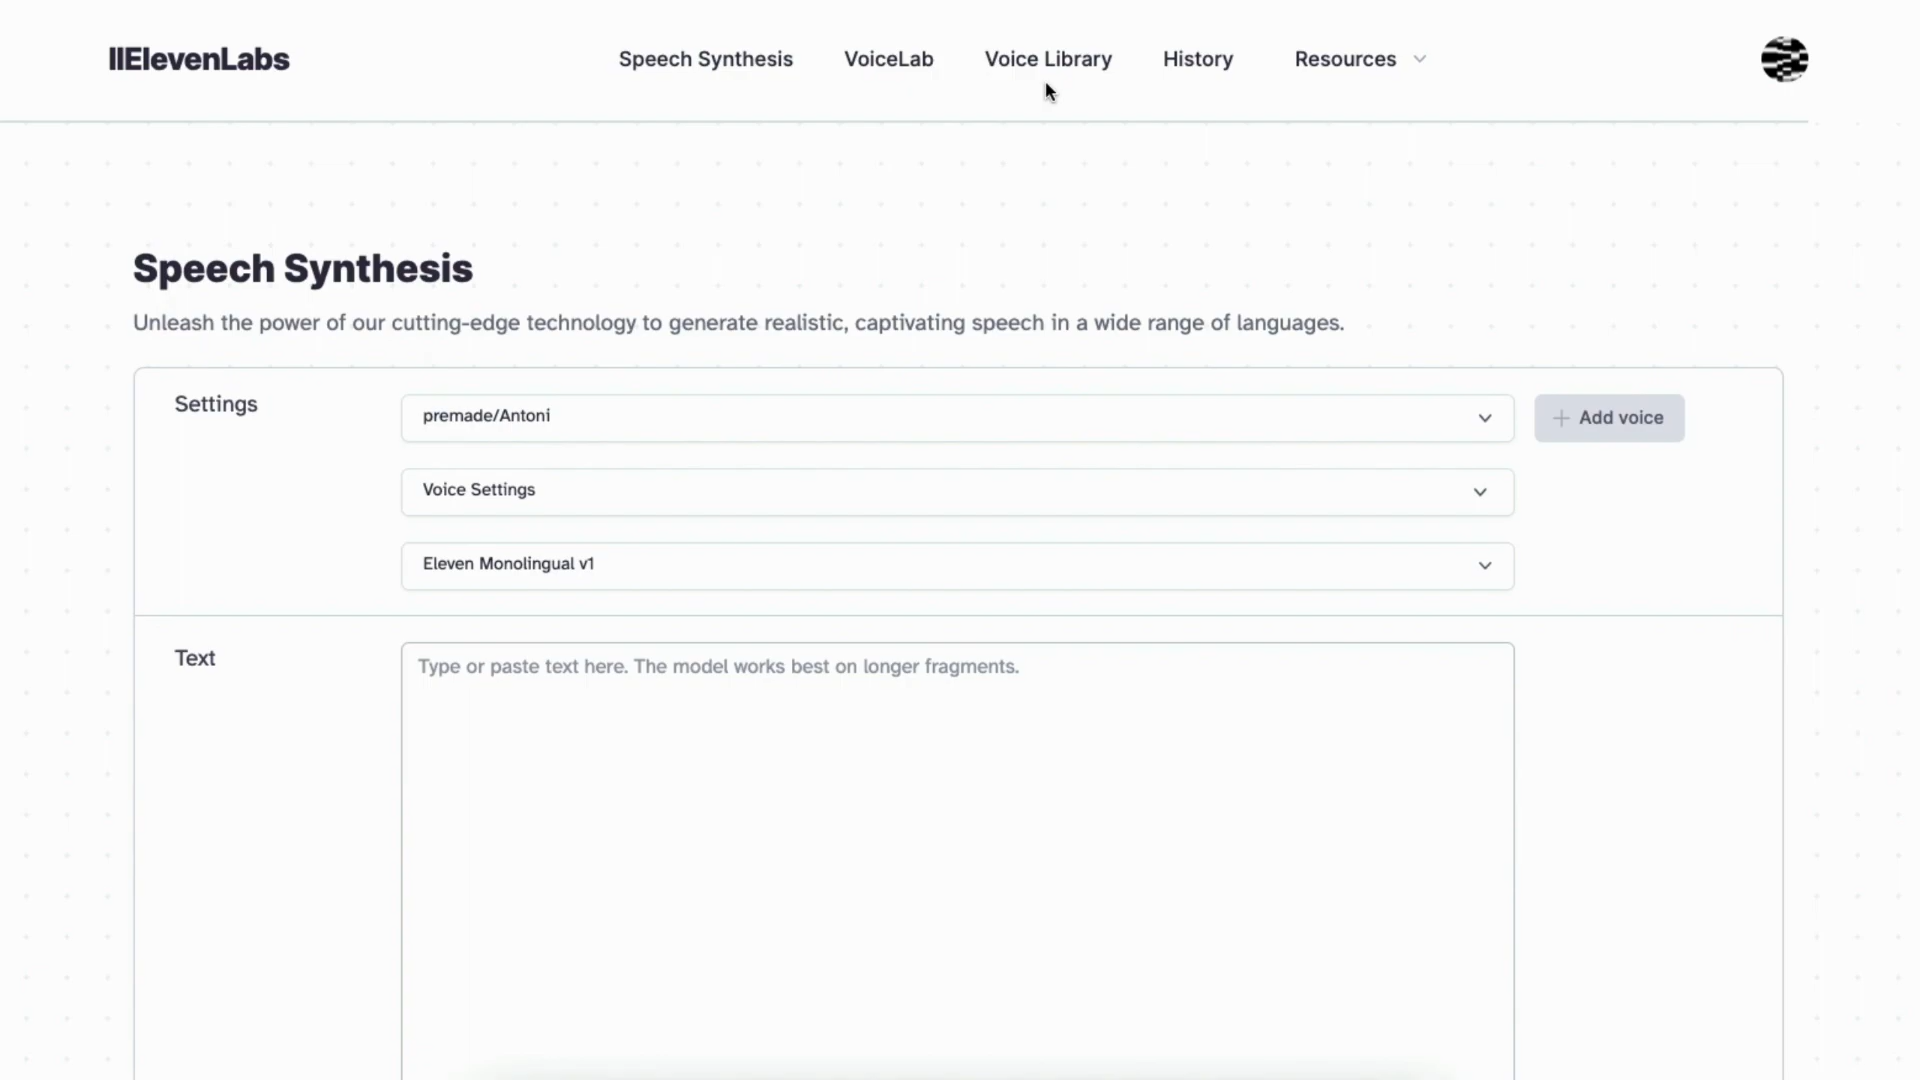 IIElevenLabs
Speech Synthesis
VoiceLab
Voice Library
History
Resources
Speech Synthesis
Unleash the power of our cutting-edge technology to generate realistic, captivating speech in a wide range of languages.
Settings
premade/Antoni
+ Add voice
Voice Settings
Eleven Monolingual v1
Text
Type or paste text here. The model works best on longer fragments.